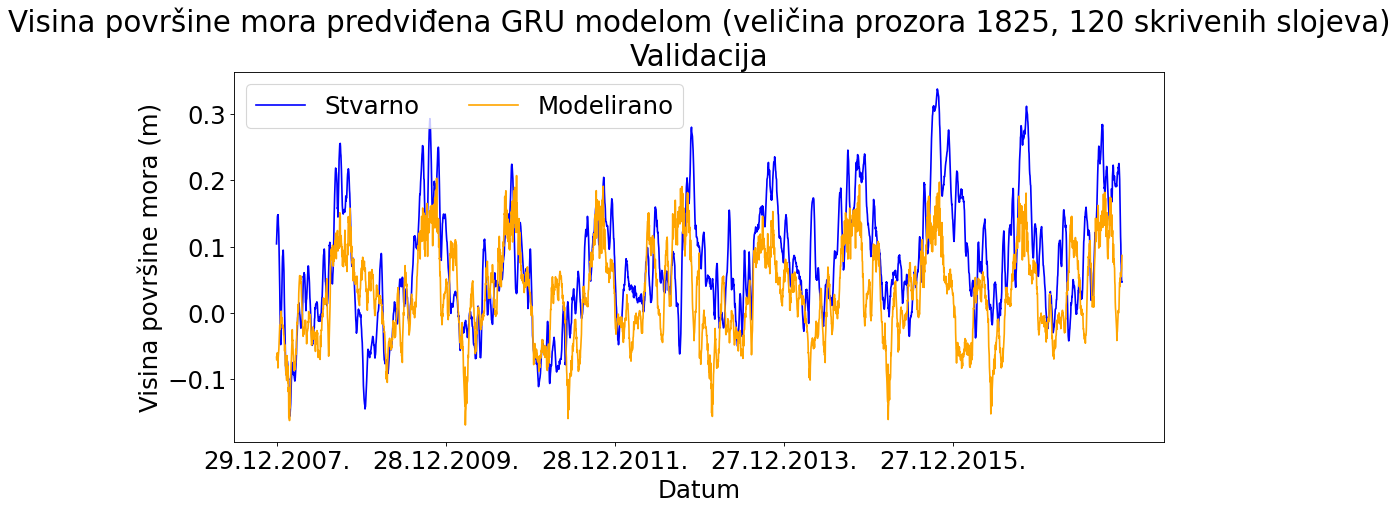 Visina površine mora predviđena GRU modelom (veličina prozora 1825, 120 skrivenih slojeva)
Validacija
Stvarno
Modelirano
Visina površine mora (m)
0.3
0.2
0.1
0.0
−0.1
29.12.2007.
28.12.2009.
28.12.2011.
27.12.2013.
27.12.2015.
Datum